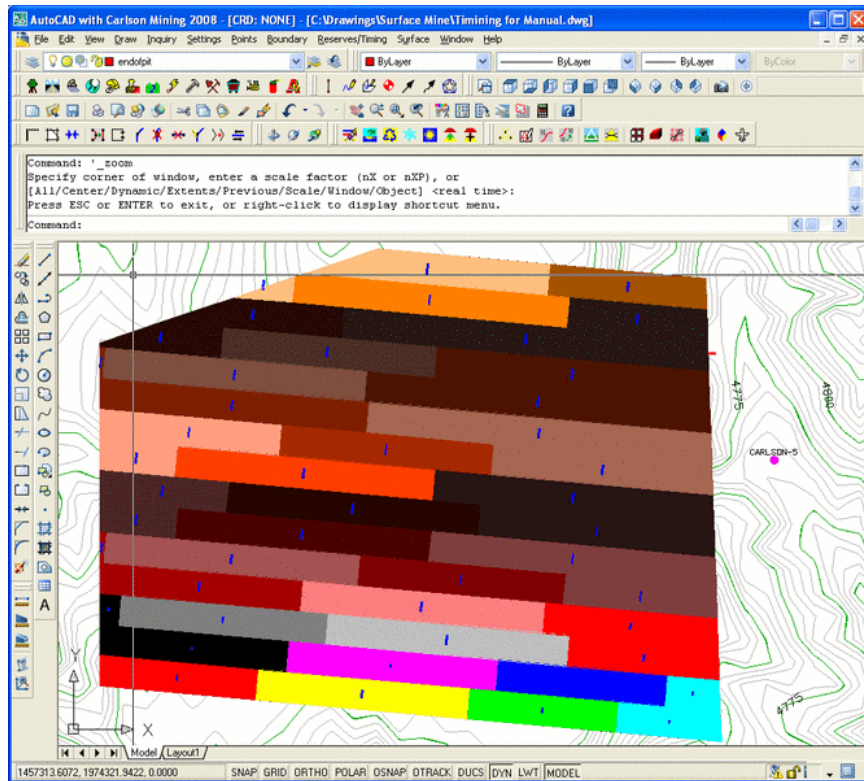 AutoCAD with Carlson Mining 2008 - [CRD: NONE] - [C:\Drawings\Surface Mine\Timining for Manual.dwg]
File Edit View Draw Inquiry Settings Points Boundary Reserves/Timing Surface Window Help
endofpit ByLayer ByLayer ByLayer ByColor
Command: '_zoom
Specify corner of window, enter a scale factor (nX or nXP), or
[All/Center/Dynamic/Extents/Previous/Scale/Window/Object] <real time>:
Press ESC or ENTER to exit, or right-click to display shortcut menu.
Command:
4775
4800
CARLSON-5
A
4775
Y
X
Model Layout1
1457313.6072, 1974321.9422, 0.0000 SNAP GRID ORTHO POLAR OSNAP OTRACK DUCS DYN LWT MODEL